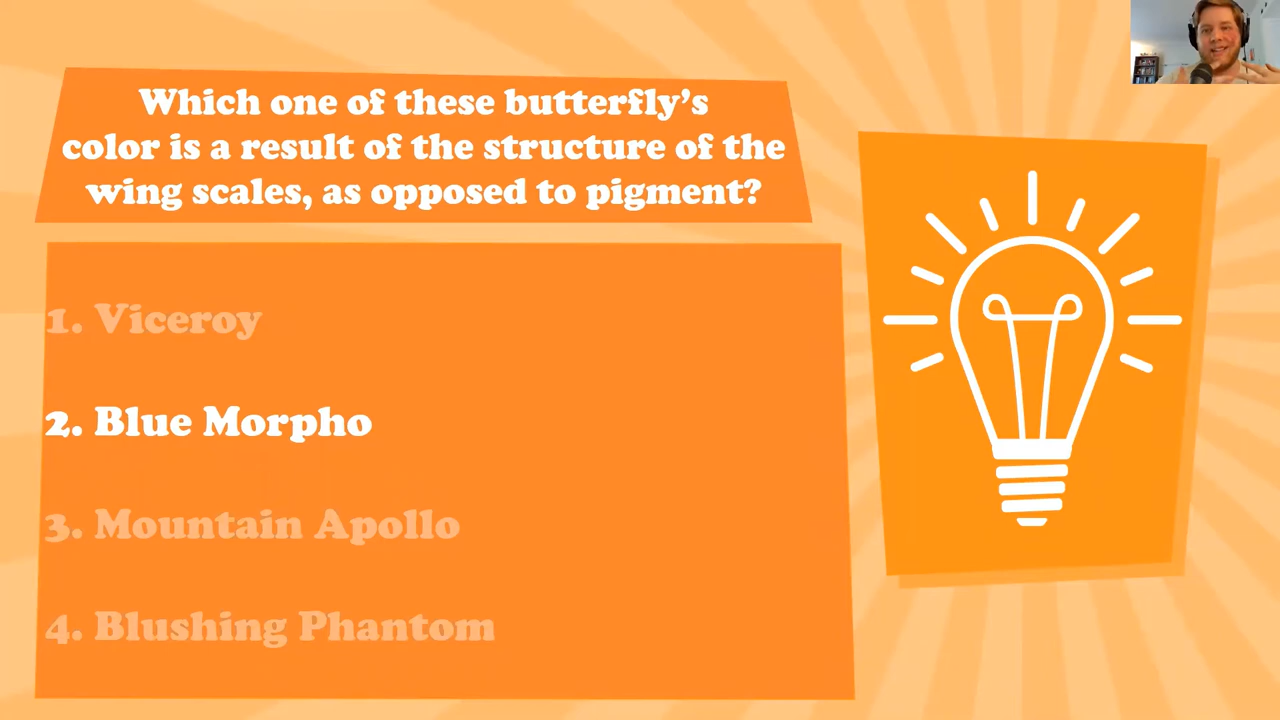 Which one of these butterfly’s
color is a result of the structure of the
wing scales, as opposed to pigment?
1. Viceroy
2. Blue Morpho
3. Mountain Apollo
4. Blushing Phantom